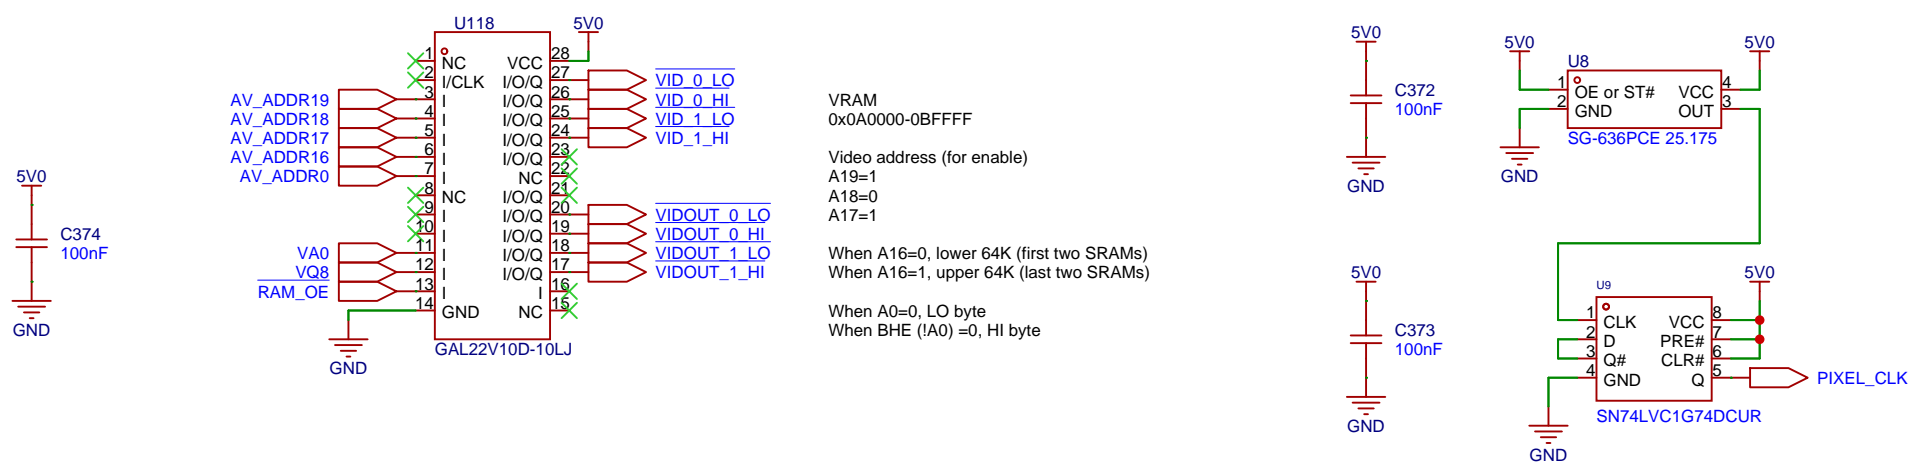 5V0
C374
100nF
GND
U118
5V0
1
NC
2
I/CLK
AV_ADDR19
3
I
AV_ADDR18
4
I
AV_ADDR17
5
I
AV_ADDR16
6
I
AV_ADDR0
7
I
8
NC
9
I
10
I
VA0
11
I
VQ8
12
I
RAM_OE
13
I
14
GND
GND
VCC
28
I/O/Q
27
VID_0_LO
I/O/Q
26
VID_0_HI
I/O/Q
25
VID_1_LO
I/O/Q
24
VID_1_HI
I/O/Q
23
NC
22
I/O/Q
21
I/O/Q
20
VIDOUT_0_LO
I/O/Q
19
VIDOUT_0_HI
I/O/Q
18
VIDOUT_1_LO
I/O/Q
17
VIDOUT_1_HI
I
16
NC
15
GAL22V10D-10LJ
VRAM
0x0A0000-0BFFFF
Video address (for enable)
A19=1
A18=0
A17=1
When A16=0, lower 64K (first two SRAMs)
When A16=1, upper 64K (last two SRAMs)
When A0=0, LO byte
When BHE (!A0) =0, HI byte
5V0
C372
100nF
GND
5V0
C373
100nF
GND
5V0
U8
5V0
1
OE or ST#
2
GND
VCC
4
OUT
3
SG-636PCE 25.175
GND
U9
5V0
1
CLK
2
D
3
Q#
4
GND
VCC
8
PRE#
7
CLR#
6
Q
5
PIXEL_CLK
SN74LVC1G74DCUR
GND